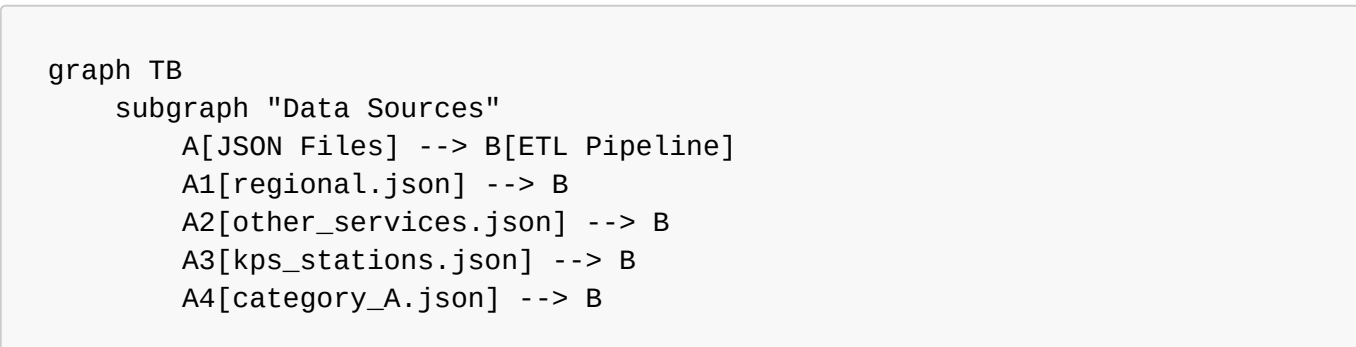 graph TB
    subgraph "Data Sources"
        A[JSON Files] --> B[ETL Pipeline]
        A1[regional.json] --> B
        A2[other_services.json] --> B
        A3[kps_stations.json] --> B
        A4[category_A.json] --> B